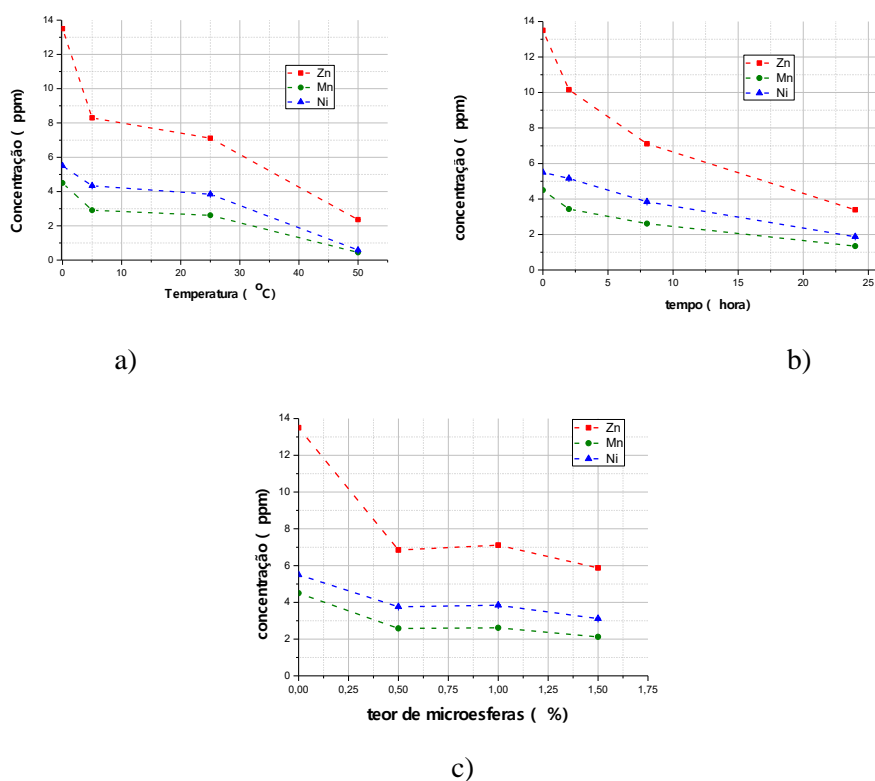 14
12
10
8
6
4
2
0
Concentração ( ppm)
Zn
Mn
Ni
0 10 20 30 40 50
Temperatura ( ºC)
a)
14
12
10
8
6
4
2
0
concentração ( ppm)
Zn
Mn
Ni
0 5 10 15 20 25
tempo ( hora)
b)
14
12
10
8
6
4
2
0
concentração ( ppm)
Zn
Mn
Ni
0,00 0,25 0,50 0,75 1,00 1,25 1,50 1,75
teor de microesferas ( %)
c)